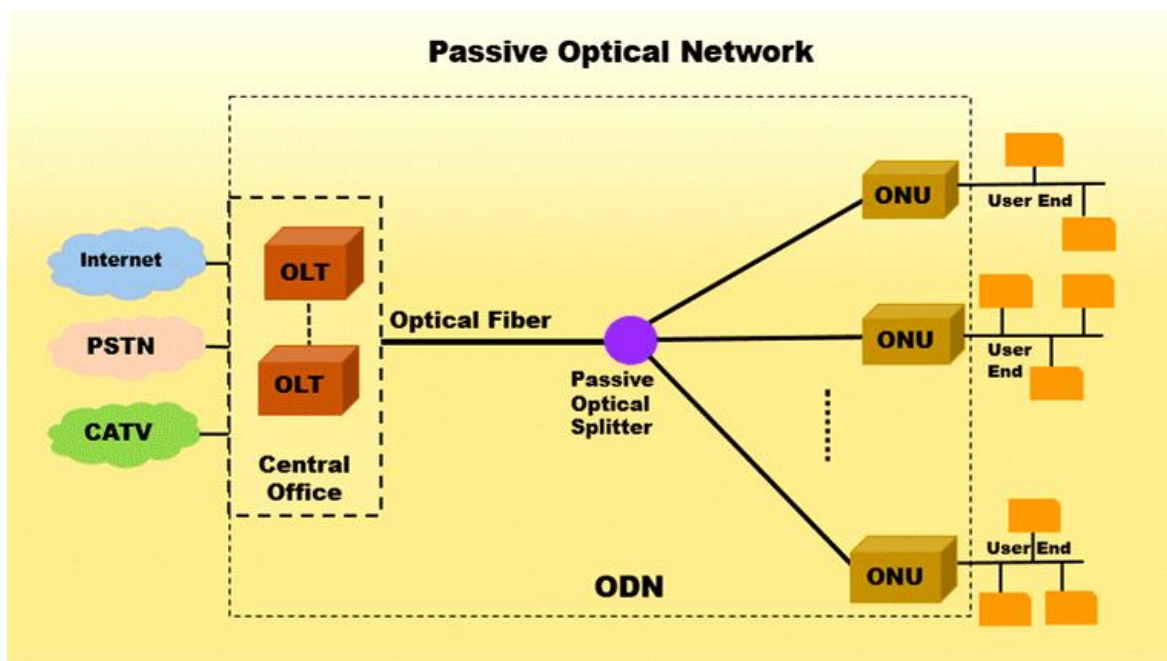 Passive Optical Network
Internet
PSTN
CATV
OLT
OLT
Central
Office
Optical Fiber
Passive
Optical
Splitter
ONU
User End
ONU
User
End
ONU
User End
ODN